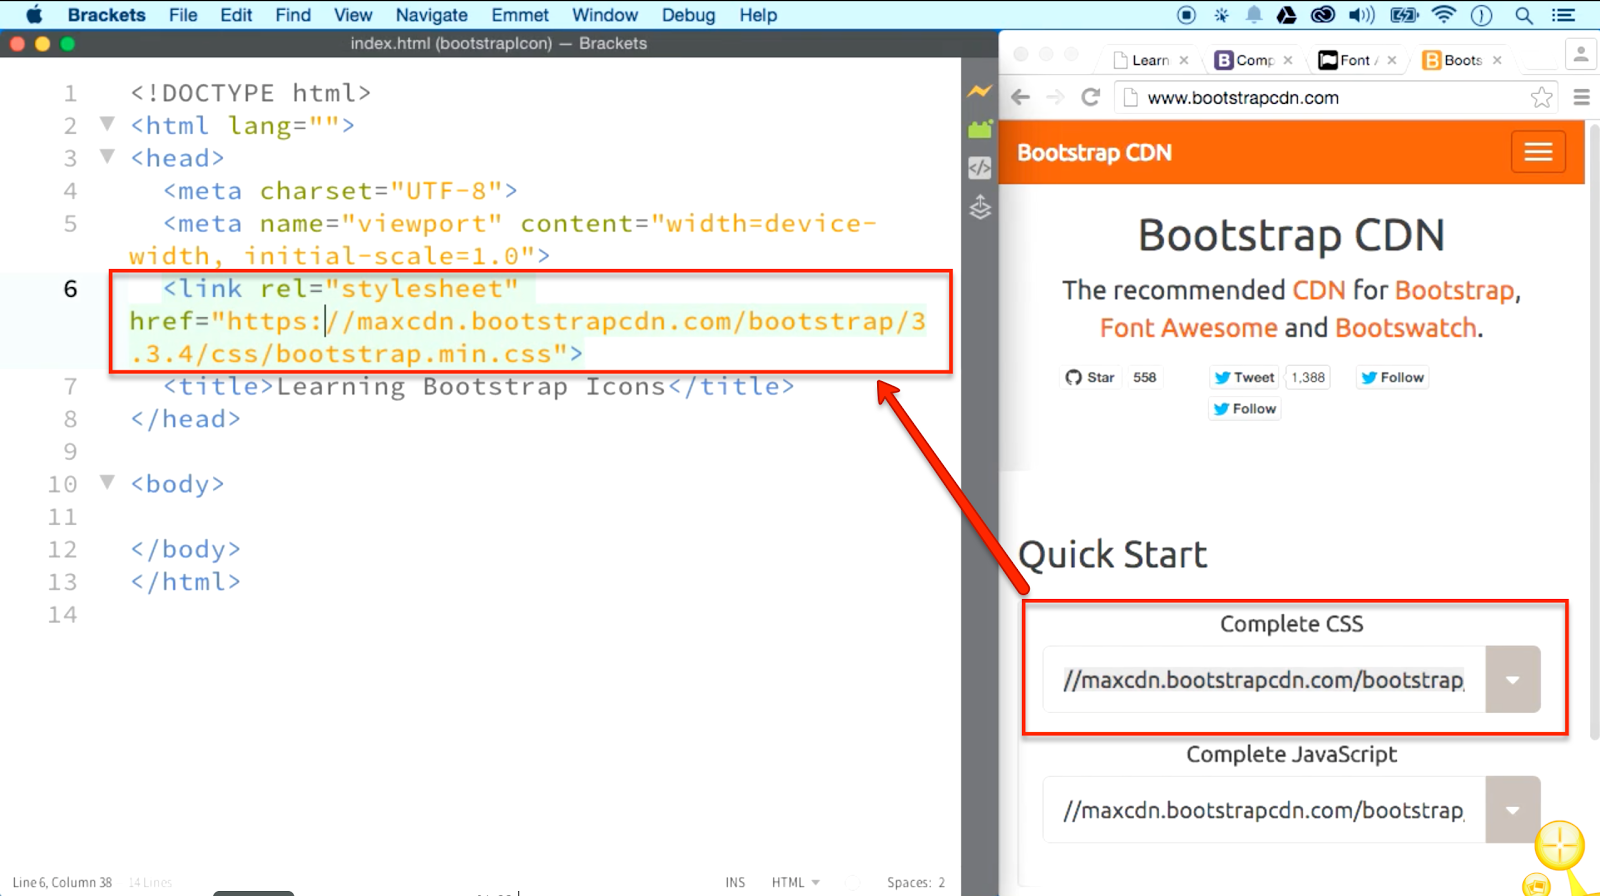 Brackets File Edit Find View Navigate Emmet Window Debug Help
index.html (bootstrapIcon) — Brackets
1 <!DOCTYPE html>
2 <html lang="">
3 <head>
4 <meta charset="UTF-8">
5 <meta name="viewport" content="width=device-
width, initial-scale=1.0">
6 <link rel="stylesheet"
href="https://maxcdn.bootstrapcdn.com/bootstrap/3
.3.4/css/bootstrap.min.css">
7 <title>Learning Bootstrap Icons</title>
8 </head>
9
10 <body>
11
12 </body>
13 </html>
14
Line 6, Column 38 14 Lines
INS HTML Spaces: 2
Learn Comp Font Boots
www.bootstrapcdn.com
Bootstrap CDN
Bootstrap CDN
The recommended CDN for Bootstrap,
Font Awesome and Bootswatch.
Star 558 Tweet 1,388 Follow
Follow
Quick Start
Complete CSS
//maxcdn.bootstrapcdn.com/bootstrap
Complete JavaScript
//maxcdn.bootstrapcdn.com/bootstrap